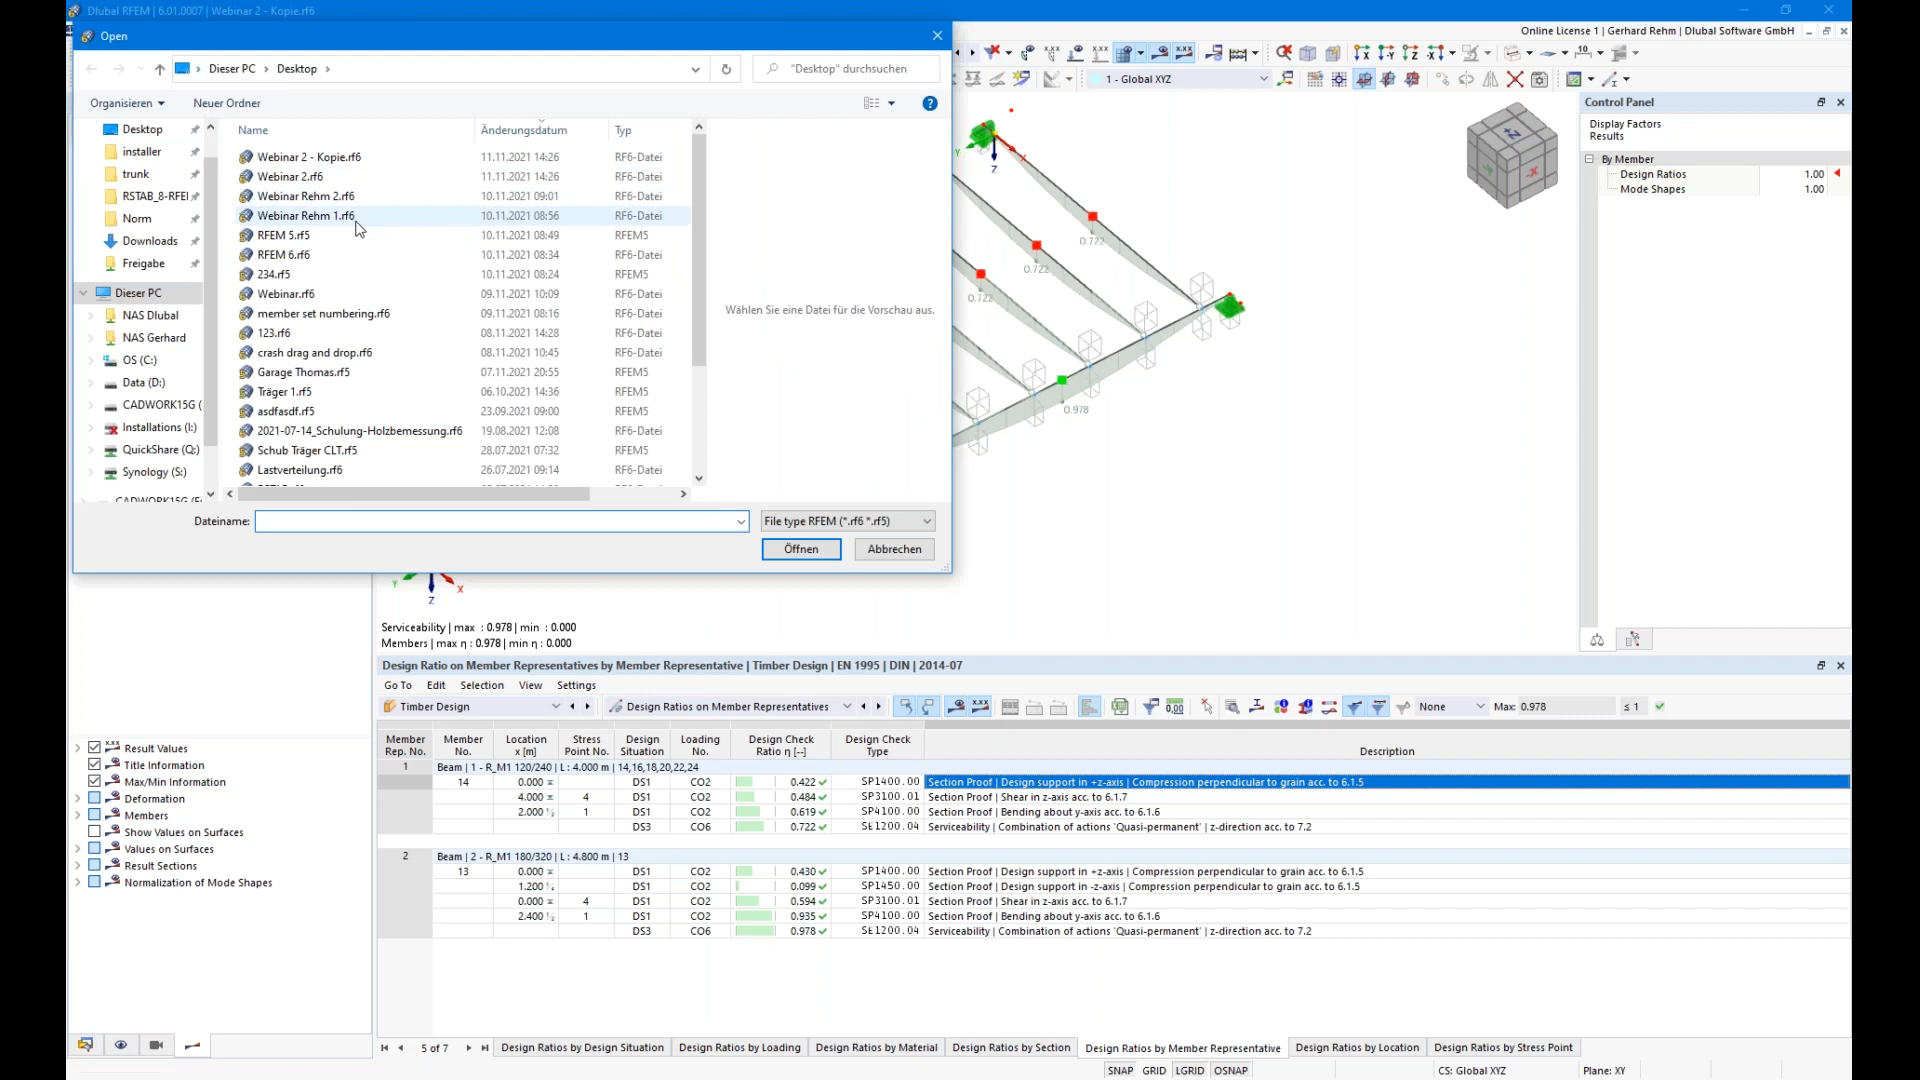 Dlubal RFEM | 6.01.0007 | Webinar 2 - Kopie.rf6
Open
Online License 1 | Gerhard Rehm | Dlubal Software GmbH
Dieser PC > Desktop >
"Desktop" durchsuchen
1 - Global XYZ
Organisieren
Neuer Ordner
Control Panel
Display Factors
Results
By Member
Design Ratios 1.00
Mode Shapes 1.00
Name Änderungsdatum Typ
Webinar 2 - Kopie.rf6 11.11.2021 14:26 RF6-Datei
Webinar 2.rf6 11.11.2021 14:26 RF6-Datei
Webinar Rehm 2.rf6 10.11.2021 09:01 RF6-Datei
Webinar Rehm 1.rf6 10.11.2021 08:56 RF6-Datei
RFEM 5.rf5 10.11.2021 08:49 RFEM5
RFEM 6.rf6 10.11.2021 08:34 RF6-Datei
234.rf5 10.11.2021 08:24 RFEM5
Webinar.rf6 09.11.2021 10:09 RF6-Datei
member set numbering.rf6 09.11.2021 08:16 RF6-Datei
123.rf6 08.11.2021 14:28 RF6-Datei
crash drag and drop.rf6 08.11.2021 10:45 RF6-Datei
Garage Thomas.rf5 07.11.2021 20:55 RFEM5
Träger 1.rf5 06.10.2021 14:36 RFEM5
asdfasdf.rf5 23.09.2021 09:00 RFEM5
2021-07-14_Schulung-Holzbemessung.rf6 19.08.2021 12:08 RF6-Datei
Schub Träger CLT.rf5 28.07.2021 07:32 RFEM5
Lastverteilung.rf6 26.07.2021 09:14 RF6-Datei
Desktop
installer
trunk
RSTAB_8-RFEI
Norm
Downloads
Freigabe
Dieser PC
NAS Dlubal
NAS Gerhard
OS (C:)
Data (D:)
CADWORK15G (
Installations (I:)
QuickShare (Q:)
Synology (S:)
Wählen Sie eine Datei für die Vorschau aus.
Dateiname:
File type RFEM (*.rf6 *.rf5)
Öffnen
Abbrechen
Y
X
Z
0.722
0.722
0.722
0.978
Y
X
Z
Serviceability | max : 0.978 | min : 0.000
Members | max η : 0.978 | min η : 0.000
Design Ratio on Member Representatives by Member Representative | Timber Design | EN 1995 | DIN | 2014-07
Go To Edit Selection View Settings
Timber Design
Design Ratios on Member Representatives
None
Max: 0.978 ≤ 1
Member Rep. No. Member No. Location x [m] Stress Point No. Design Situation Loading No. Design Check Ratio η [--] Design Check Type Description
1 Beam | 1 - R_M1 120/240 | L : 4.000 m | 14,16,18,20,22,24
14 0.000 DS1 CO2 0.422 SP1400.00 Section Proof | Design support in +z-axis | Compression perpendicular to grain acc. to 6.1.5
4.000 4 DS1 CO2 0.484 SP3100.01 Section Proof | Shear in z-axis acc. to 6.1.7
2.000 ½ 1 DS1 CO2 0.619 SP4100.00 Section Proof | Bending about y-axis acc. to 6.1.6
DS3 CO6 0.722 SE1200.04 Serviceability | Combination of actions 'Quasi-permanent' | z-direction acc. to 7.2
2 Beam | 2 - R_M1 180/320 | L : 4.800 m | 13
13 0.000 DS1 CO2 0.430 SP1400.00 Section Proof | Design support in +z-axis | Compression perpendicular to grain acc. to 6.1.5
1.200 DS1 CO2 0.099 SP1450.00 Section Proof | Design support in -z-axis | Compression perpendicular to grain acc. to 6.1.5
0.000 4 DS1 CO2 0.594 SP3100.01 Section Proof | Shear in z-axis acc. to 6.1.7
2.400 ½ 1 DS1 CO2 0.935 SP4100.00 Section Proof | Bending about y-axis acc. to 6.1.6
DS3 CO6 0.978 SE1200.04 Serviceability | Combination of actions 'Quasi-permanent' | z-direction acc. to 7.2
Result Values
Title Information
Max/Min Information
Deformation
Members
Show Values on Surfaces
Values on Surfaces
Result Sections
Normalization of Mode Shapes
5 of 7
Design Ratios by Design Situation
Design Ratios by Loading
Design Ratios by Material
Design Ratios by Section
Design Ratios by Member Representative
Design Ratios by Location
Design Ratios by Stress Point
SNAP GRID LGRID OSNAP CS: Global XYZ Plane: XY